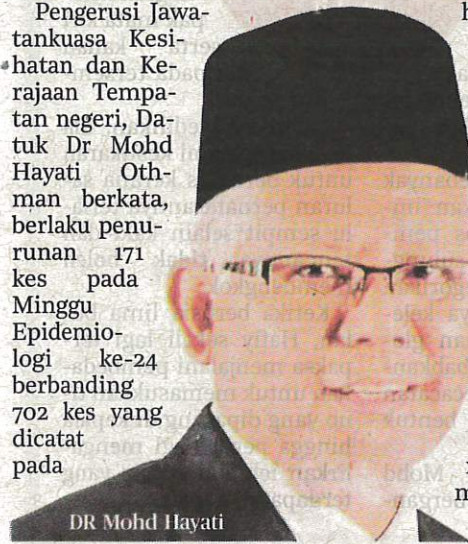 Pengerusi Jawa-
tankuasa Kesi-
hatan dan Ke-
rajaan Tempa-
tan negeri, Da-
tuk Dr Mohd
Hayati Oth-
man berkata,
berlaku penu-
runan 171
kes pada
Minggu
Epidemio-
logi ke-24
berbanding
702 kes yang
dicatat
pada
DR Mohd Hayati